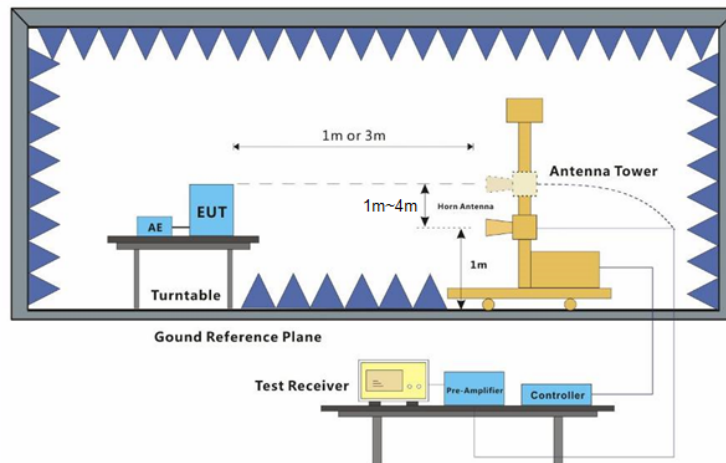 1m or 3m
Antenna Tower
EUT
AE
1m~4m
Horn Antenna
1m
Turntable
Gound Reference Plane
Test Receiver
Pre-Amplifier
Controller